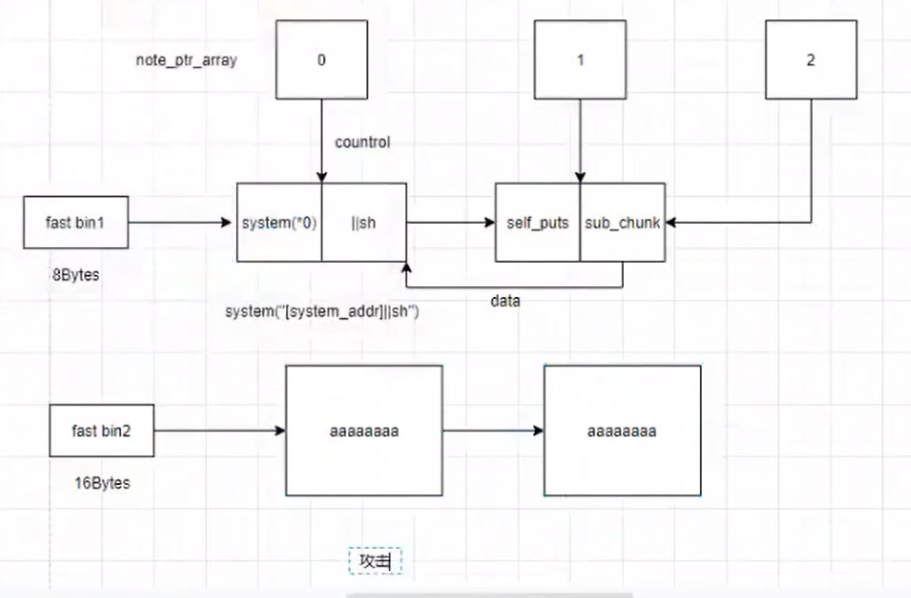 0
1
2
note_ptr_array
countrol
fast bin1
system(*0)
||sh
self_puts
sub_chunk
8Bytes
data
system("[system_addr]||sh")
fast bin2
aaaaaaaa
aaaaaaaa
16Bytes
攻击